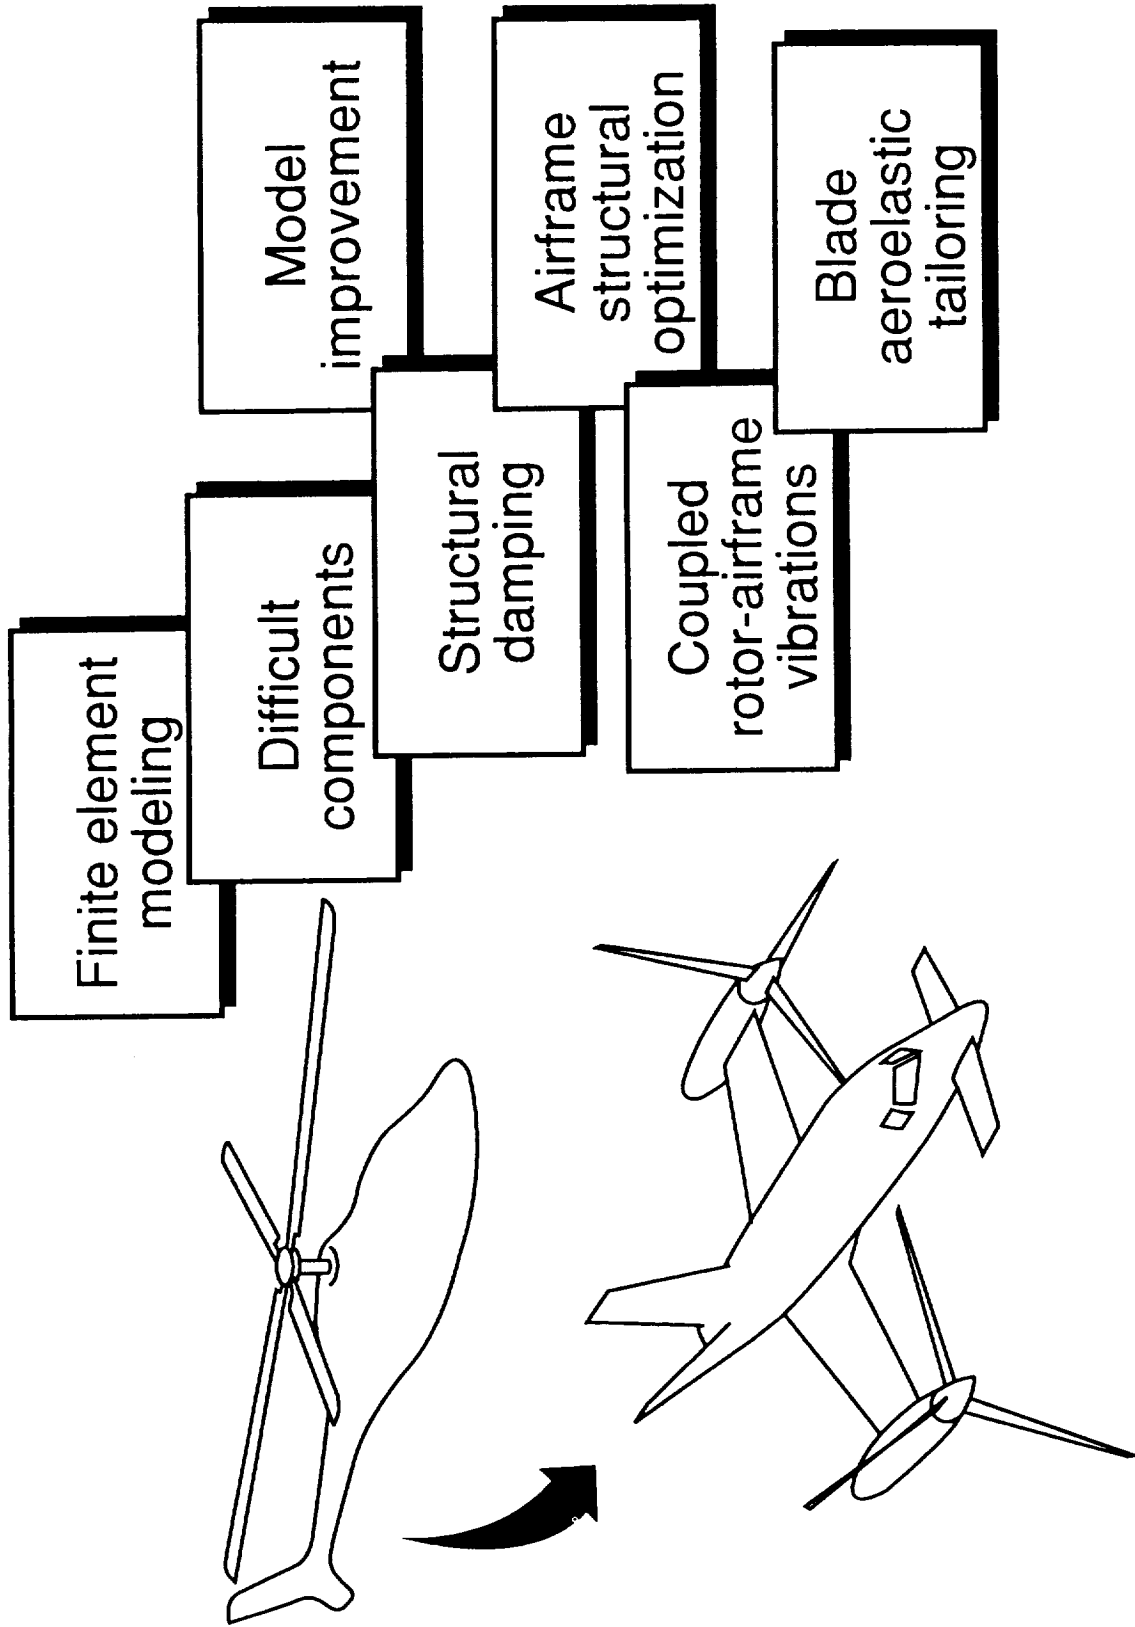 Finite element
modeling
Difficult
components
Model
improvement
Structural
damping
Airframe
structural
optimization
Coupled
rotor-airframe
vibrations
Blade
aeroelastic
tailoring